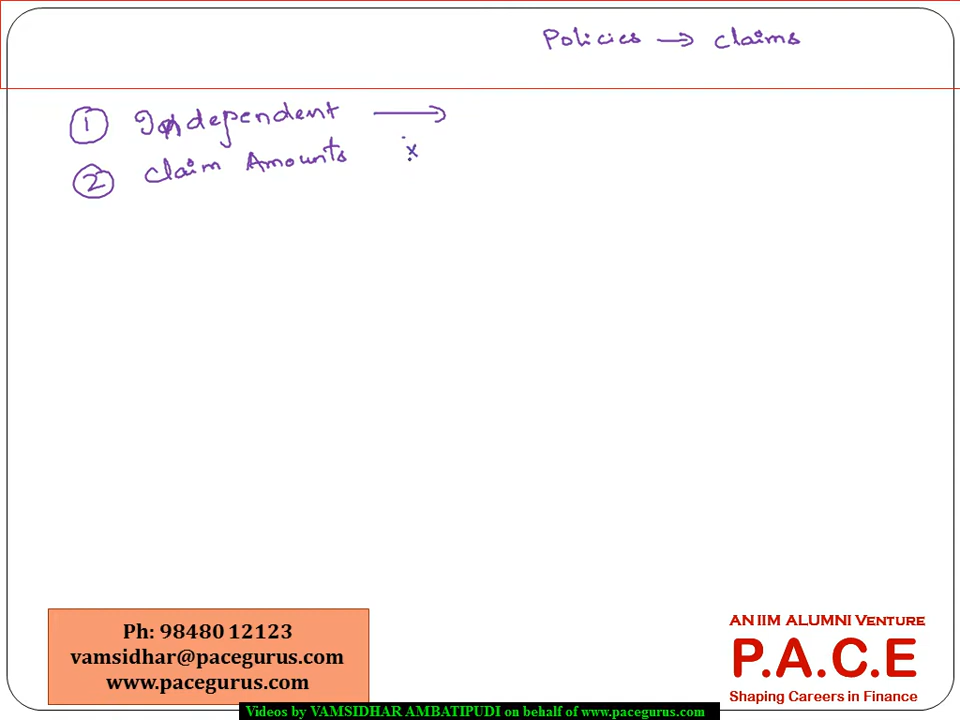 Policies → claims
① Independent →
② Claim Amounts x
Ph: 98480 12123
vamsidhar@pacegurus.com
www.pacegurus.com
AN IIM ALUMNI VENTURE
P.A.C.E
Shaping Careers in Finance
Videos by VAMSIDHAR AMBATIPUDI on behalf of www.pacegurus.com